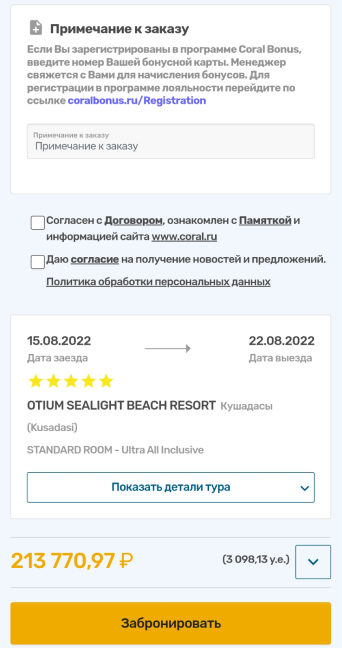 Примечание к заказу
Если Вы зарегистрированы в программе Coral Bonus,
введите номер Вашей бонусной карты. Менеджер
свяжется с Вами для начисления бонусов. Для
регистрации в программе лояльности перейдите по
ссылке coralbonus.ru/Registration
Примечание к заказу
Примечание к заказу
Согласен с Договором, ознакомлен с Памяткой и
информацией сайта www.coral.ru
Даю согласие на получение новостей и предложений.
Политика обработки персональных данных
15.08.2022 22.08.2022
Дата заезда Дата выезда
OTIUM SEALIGHT BEACH RESORT Кушадасы
(Kusadasi)
STANDARD ROOM - Ultra All Inclusive
Показать детали тура
213 770,97 ₽ (3 098,13 у.е.)
Забронировать